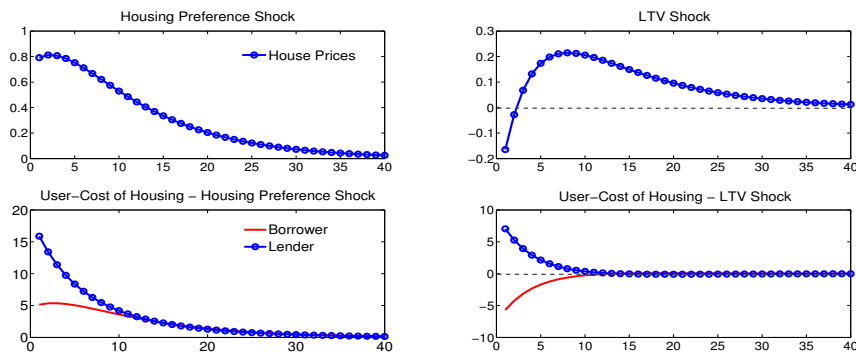 Housing Preference Shock
1
0.8
0.6
0.4
0.2
0
0 5 10 15 20 25 30 35 40
House Prices
LTV Shock
0.3
0.2
0.1
0
-0.1
-0.2
0 5 10 15 20 25 30 35 40
User-Cost of Housing - Housing Preference Shock
20
15
10
5
0
0 10 20 30 40
Borrower
Lender
User-Cost of Housing - LTV Shock
10
5
0
-5
-10
0 5 10 15 20 25 30 35 40